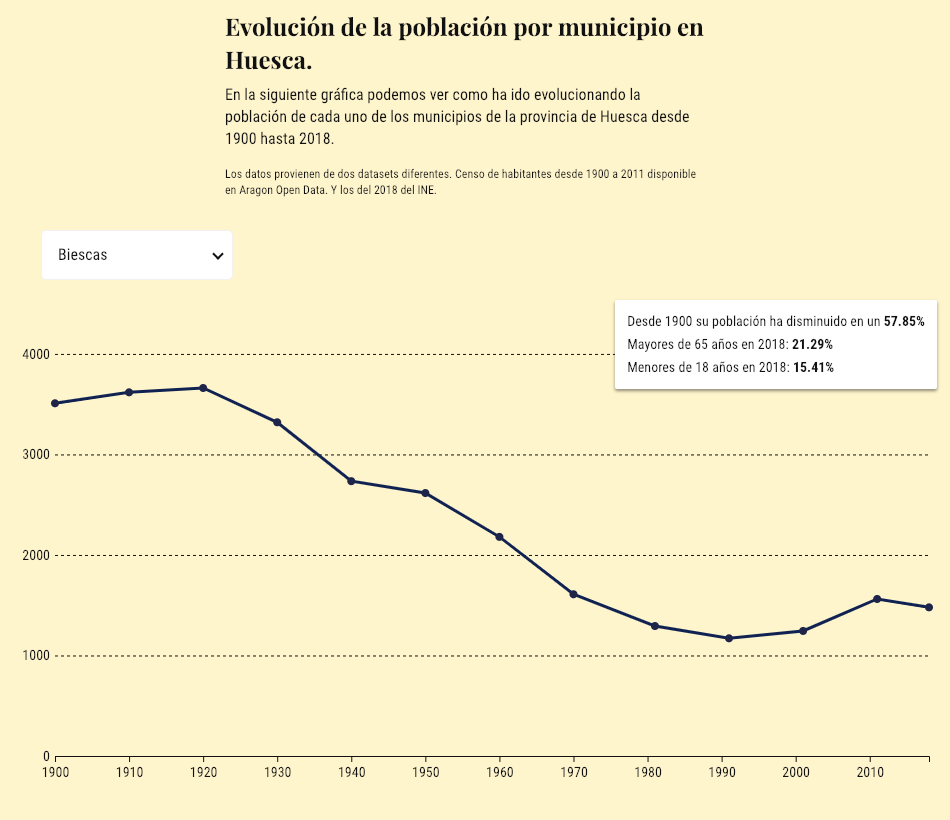 Evolución de la población por municipio en
Huesca.
En la siguiente gráfica podemos ver como ha ido evolucionando la
población de cada uno de los municipios de la provincia de Huesca desde
1900 hasta 2018.
Los datos provienen de dos datasets diferentes. Censo de habitantes desde 1900 a 2011 disponible
en Aragon Open Data. Y los del 2018 del INE.
Biescas
Desde 1900 su población ha disminuido en un 57.85%
Mayores de 65 años en 2018: 21.29%
Menores de 18 años en 2018: 15.41%
4000
3000
2000
1000
0
1900 1910 1920 1930 1940 1950 1960 1970 1980 1990 2000 2010